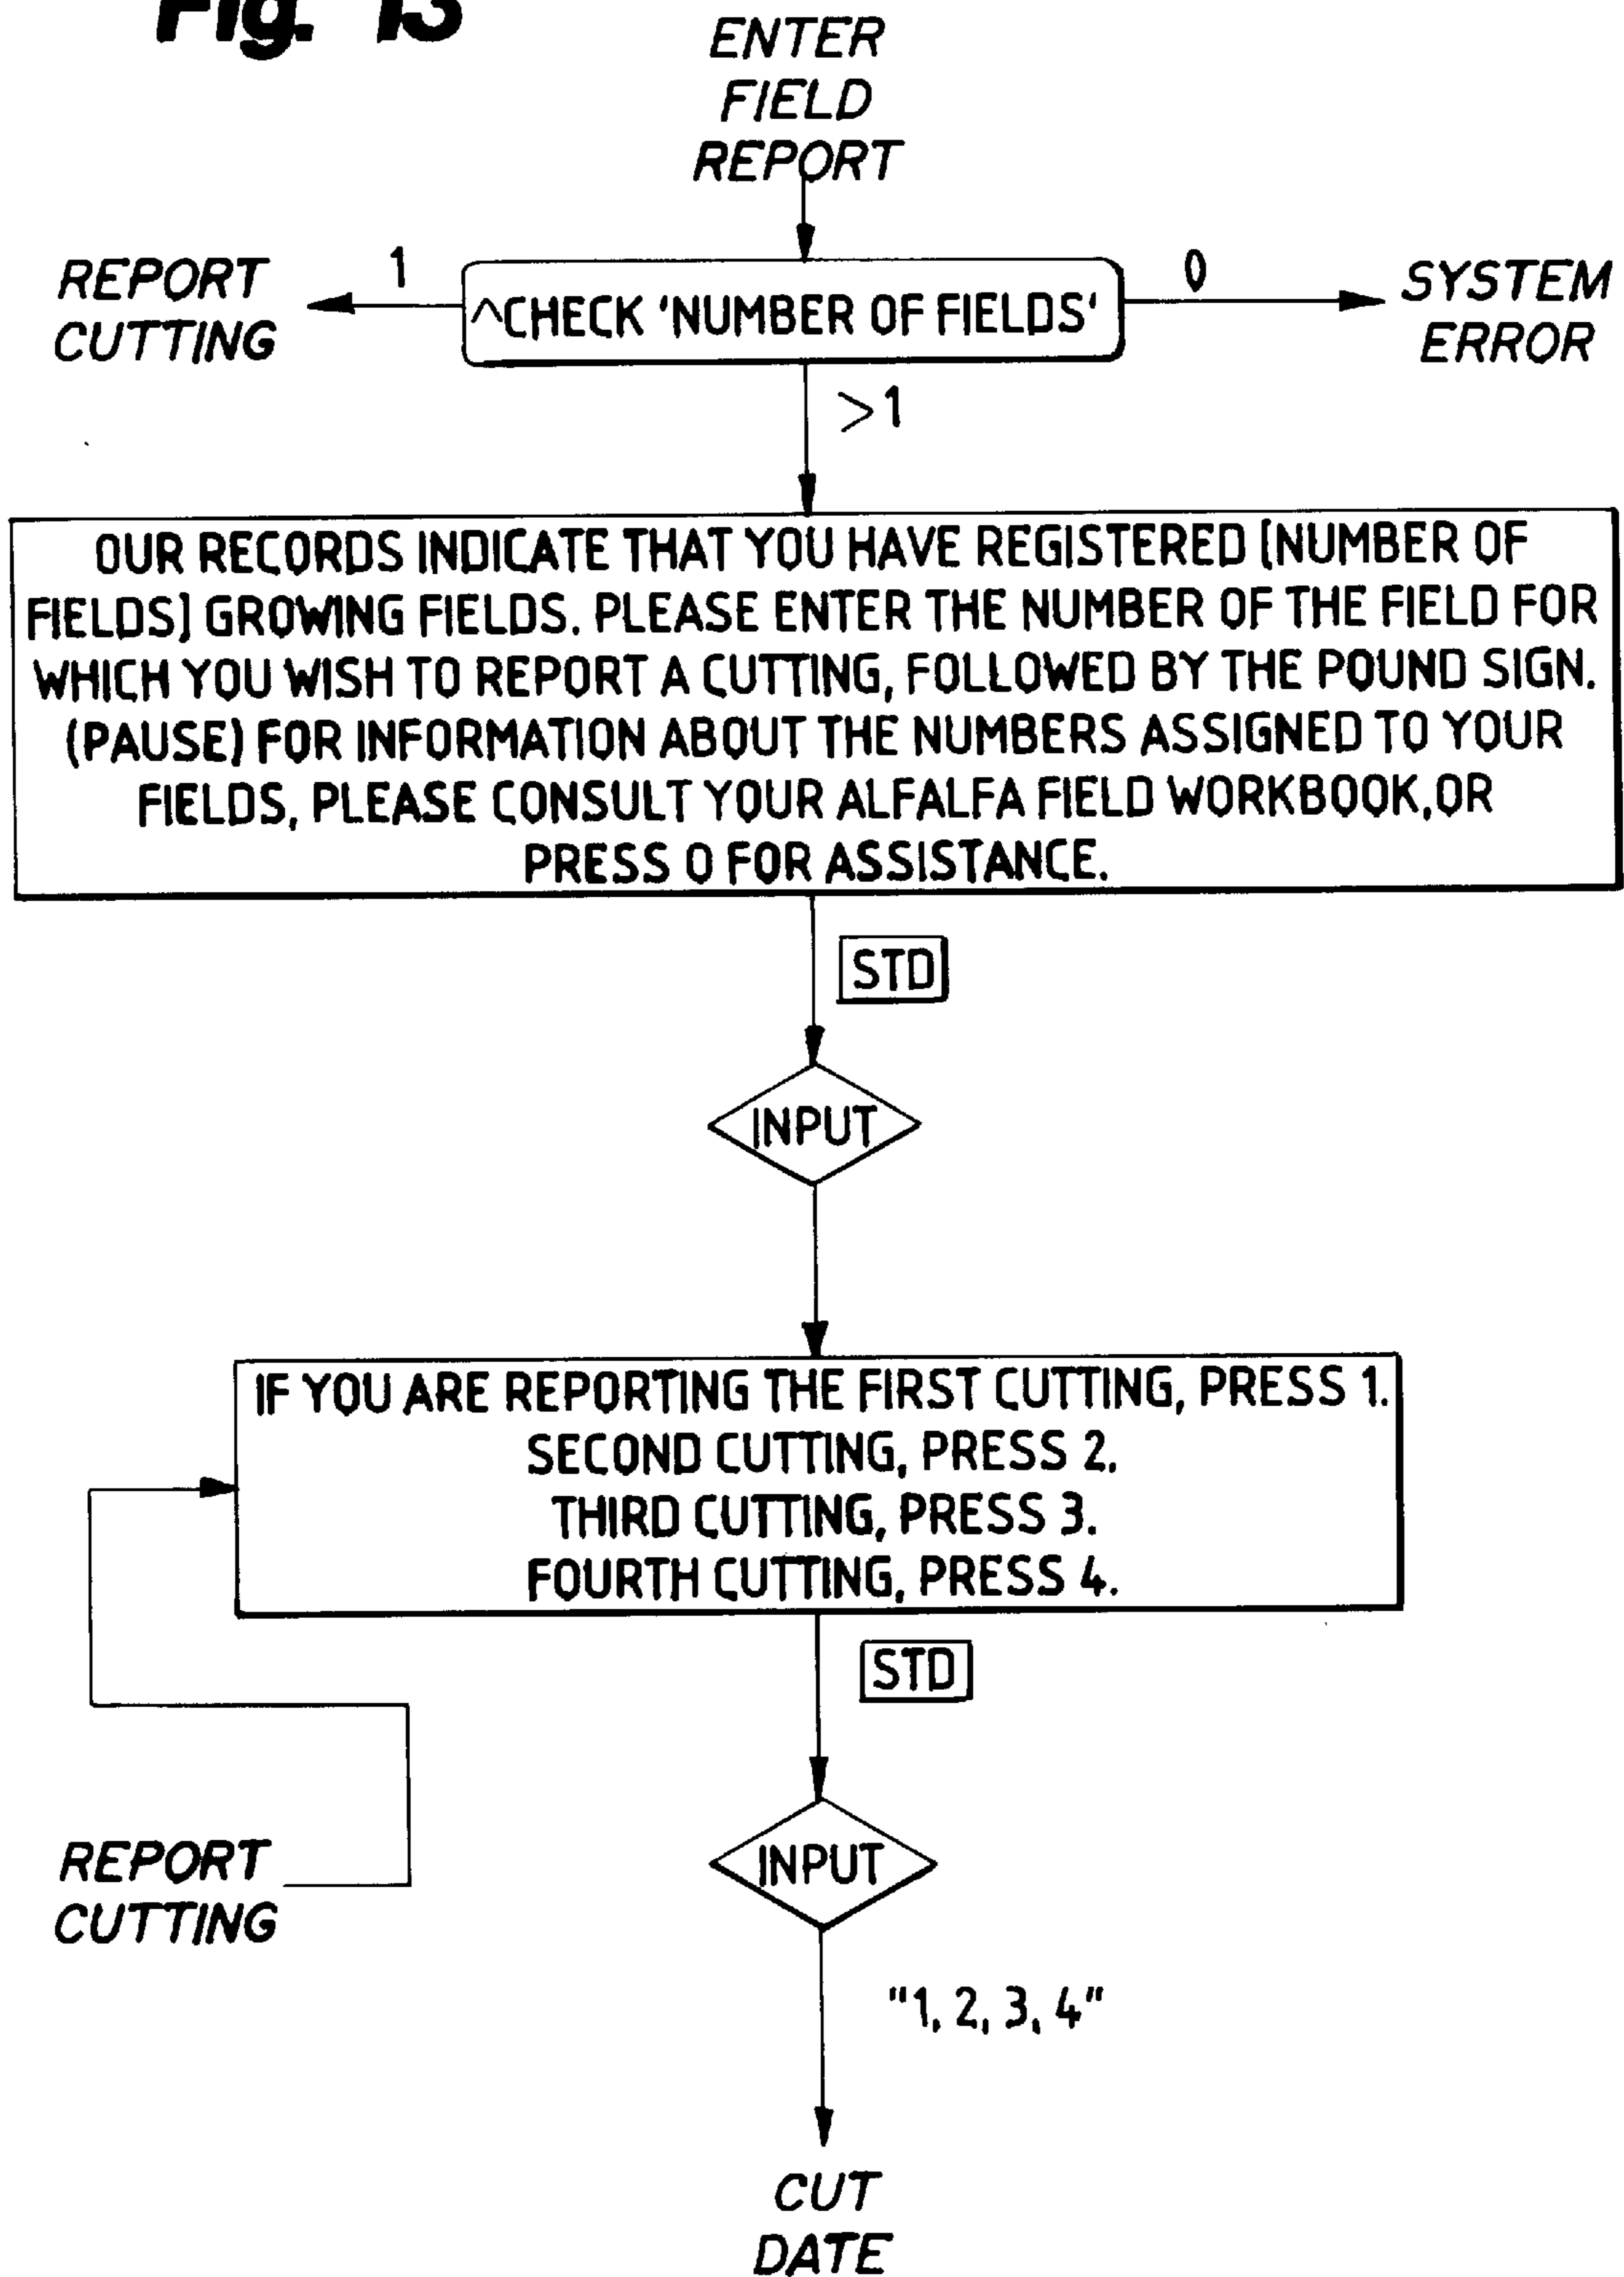 Fig. 13
ENTER
FIELD
REPORT
REPORT
CUTTING
1
^CHECK 'NUMBER OF FIELDS'
0
SYSTEM
ERROR
>1
OUR RECORDS INDICATE THAT YOU HAVE REGISTERED [NUMBER OF
FIELDS] GROWING FIELDS. PLEASE ENTER THE NUMBER OF THE FIELD FOR
WHICH YOU WISH TO REPORT A CUTTING, FOLLOWED BY THE POUND SIGN.
(PAUSE) FOR INFORMATION ABOUT THE NUMBERS ASSIGNED TO YOUR
FIELDS, PLEASE CONSULT YOUR ALFALFA FIELD WORKBOOK,OR
PRESS 0 FOR ASSISTANCE.
STD
INPUT
IF YOU ARE REPORTING THE FIRST CUTTING, PRESS 1.
SECOND CUTTING, PRESS 2.
THIRD CUTTING, PRESS 3.
FOURTH CUTTING, PRESS 4.
STD
INPUT
REPORT
CUTTING
"1, 2, 3, 4"
CUT
DATE